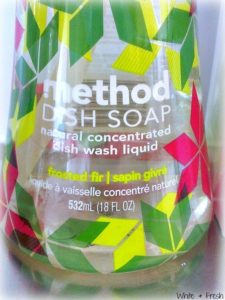 method
DISH SOAP
natural concentrated
dish wash liquid
frosted fir | sapin givré
liquide à vaisselle concentré naturel
532mL (18 FL OZ)
White + Fresh